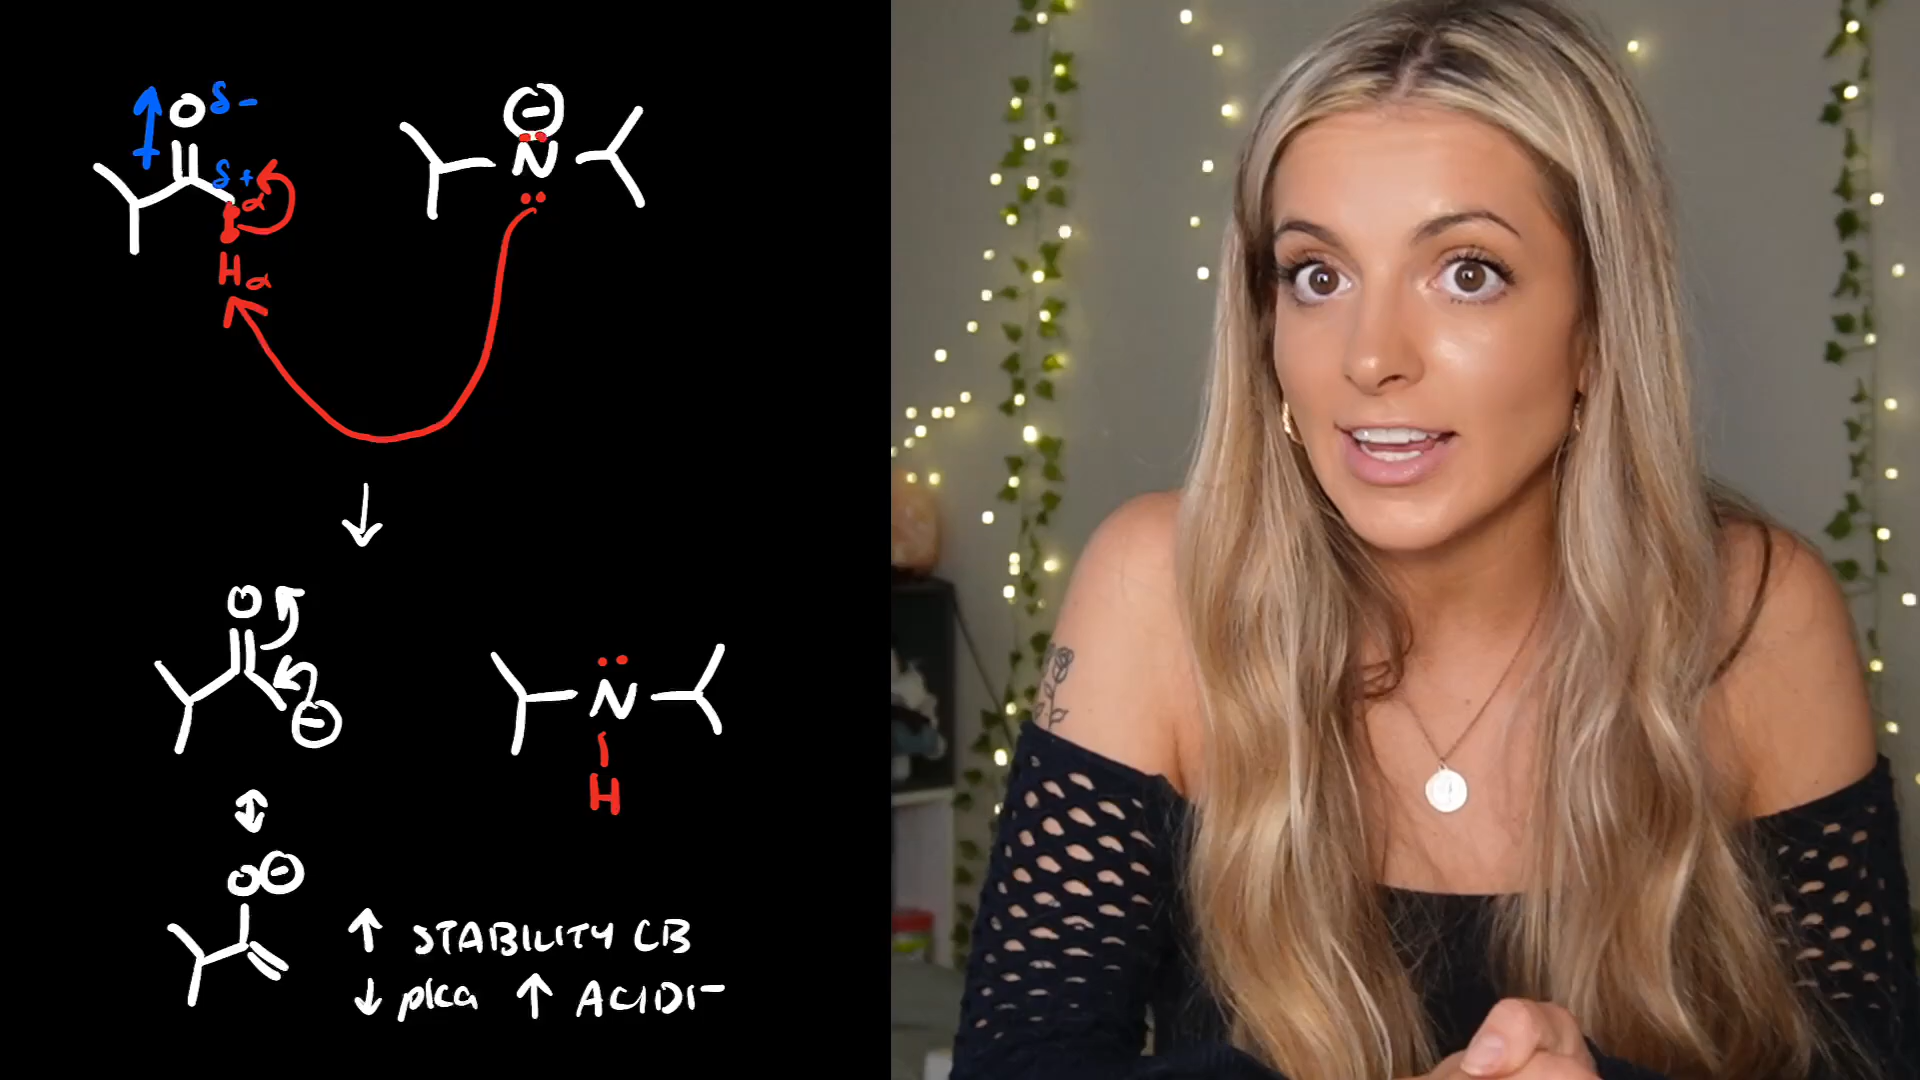 O δ-
δ+
α
Hα
N
O
N
H
O
↑ STABILITY CB
↓ pka ↑ ACIDI